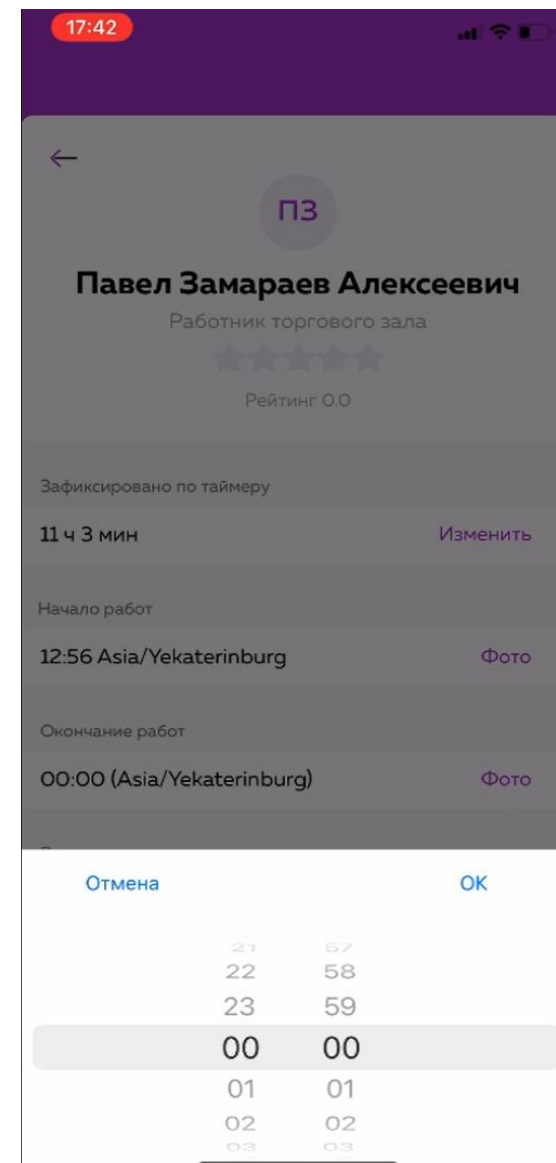 17:42
ПЗ
Павел Замараев Алексеевич
Работник торгового зала
Рейтинг 0.0
Зафиксировано по таймеру
11 ч 3 мин Изменить
Начало работ
12:56 Asia/Yekaterinburg Фото
Окончание работ
00:00 (Asia/Yekaterinburg) Фото
Отмена OK
21 57
22 58
23 59
00 00
01 01
02 02
03 03